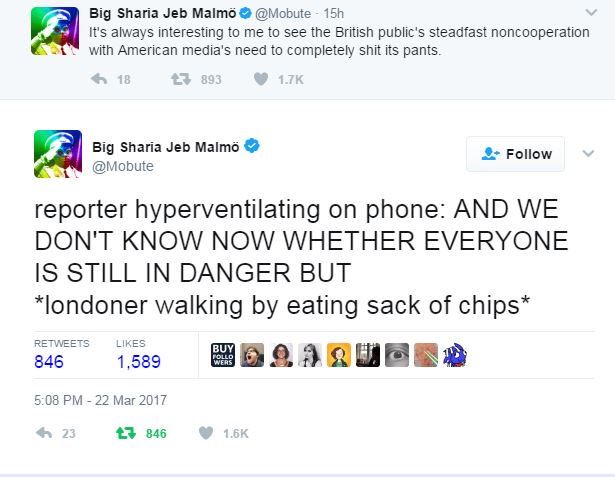 Big Sharia Jeb Malmö @Mobute · 15h
It's always interesting to me to see the British public's steadfast noncooperation
with American media's need to completely shit its pants.
18 893 1.7K
Big Sharia Jeb Malmö
@Mobute
Follow
reporter hyperventilating on phone: AND WE
DON'T KNOW NOW WHETHER EVERYONE
IS STILL IN DANGER BUT
*londoner walking by eating sack of chips*
RETWEETS LIKES
846 1,589
BUY
FOLLO
WERS
5:08 PM - 22 Mar 2017
23 846 1.6K